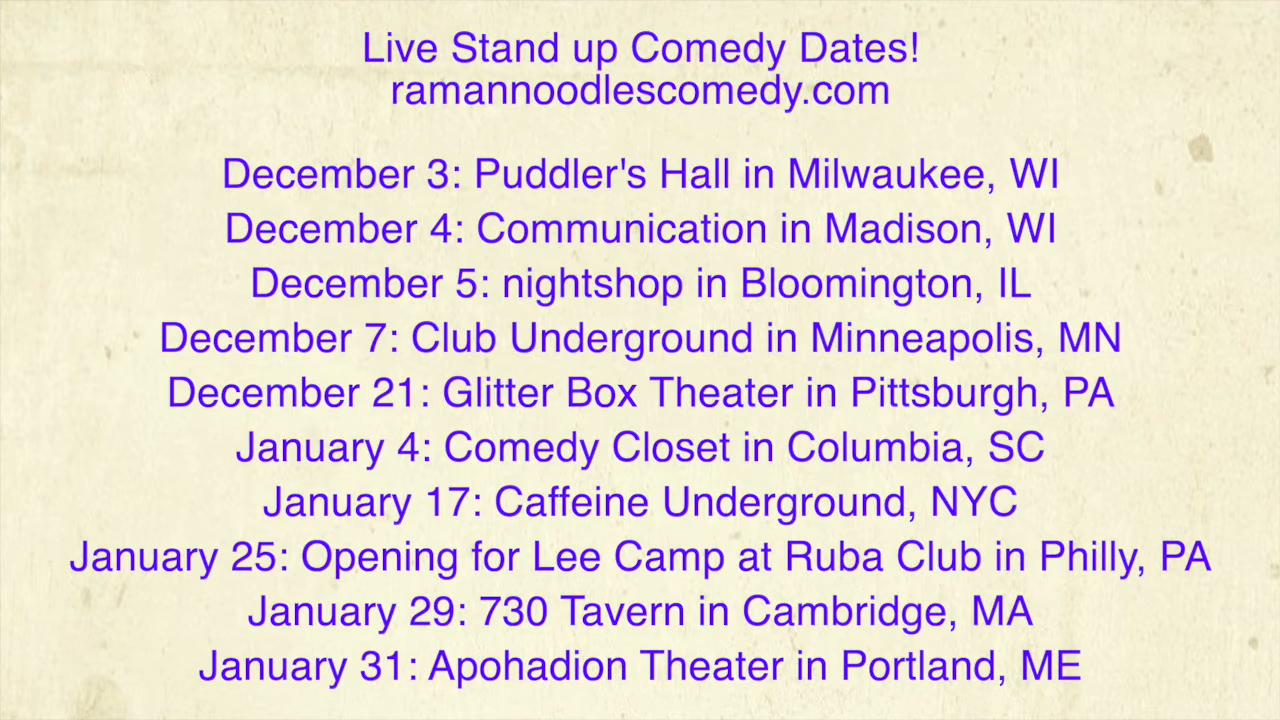 Live Stand up Comedy Dates!
ramannoodlescomedy.com
December 3: Puddler's Hall in Milwaukee, WI
December 4: Communication in Madison, WI
December 5: nightshop in Bloomington, IL
December 7: Club Underground in Minneapolis, MN
December 21: Glitter Box Theater in Pittsburgh, PA
January 4: Comedy Closet in Columbia, SC
January 17: Caffeine Underground, NYC
January 25: Opening for Lee Camp at Ruba Club in Philly, PA
January 29: 730 Tavern in Cambridge, MA
January 31: Apohadion Theater in Portland, ME